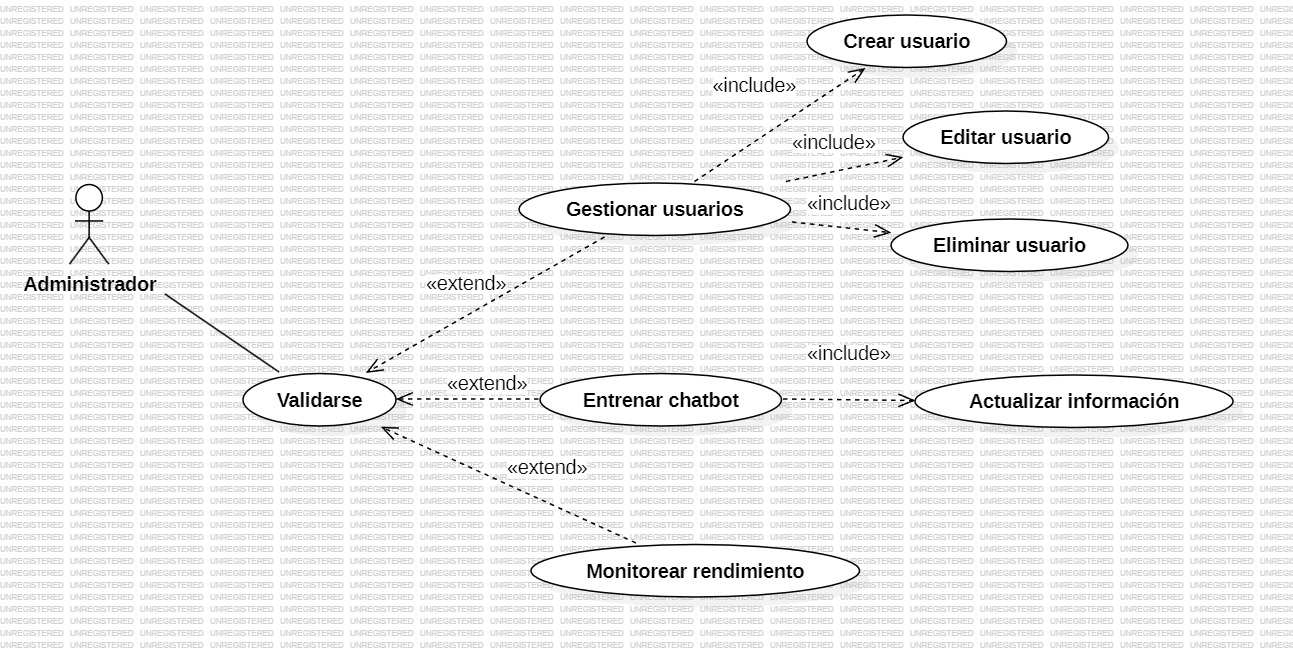 Crear usuario
«include»
Editar usuario
«include»
Gestionar usuarios
«include»
Eliminar usuario
Administrador
«extend»
«include»
«extend»
Validarse
Entrenar chatbot
Actualizar información
«extend»
Monitorear rendimiento
UNREGISTERED